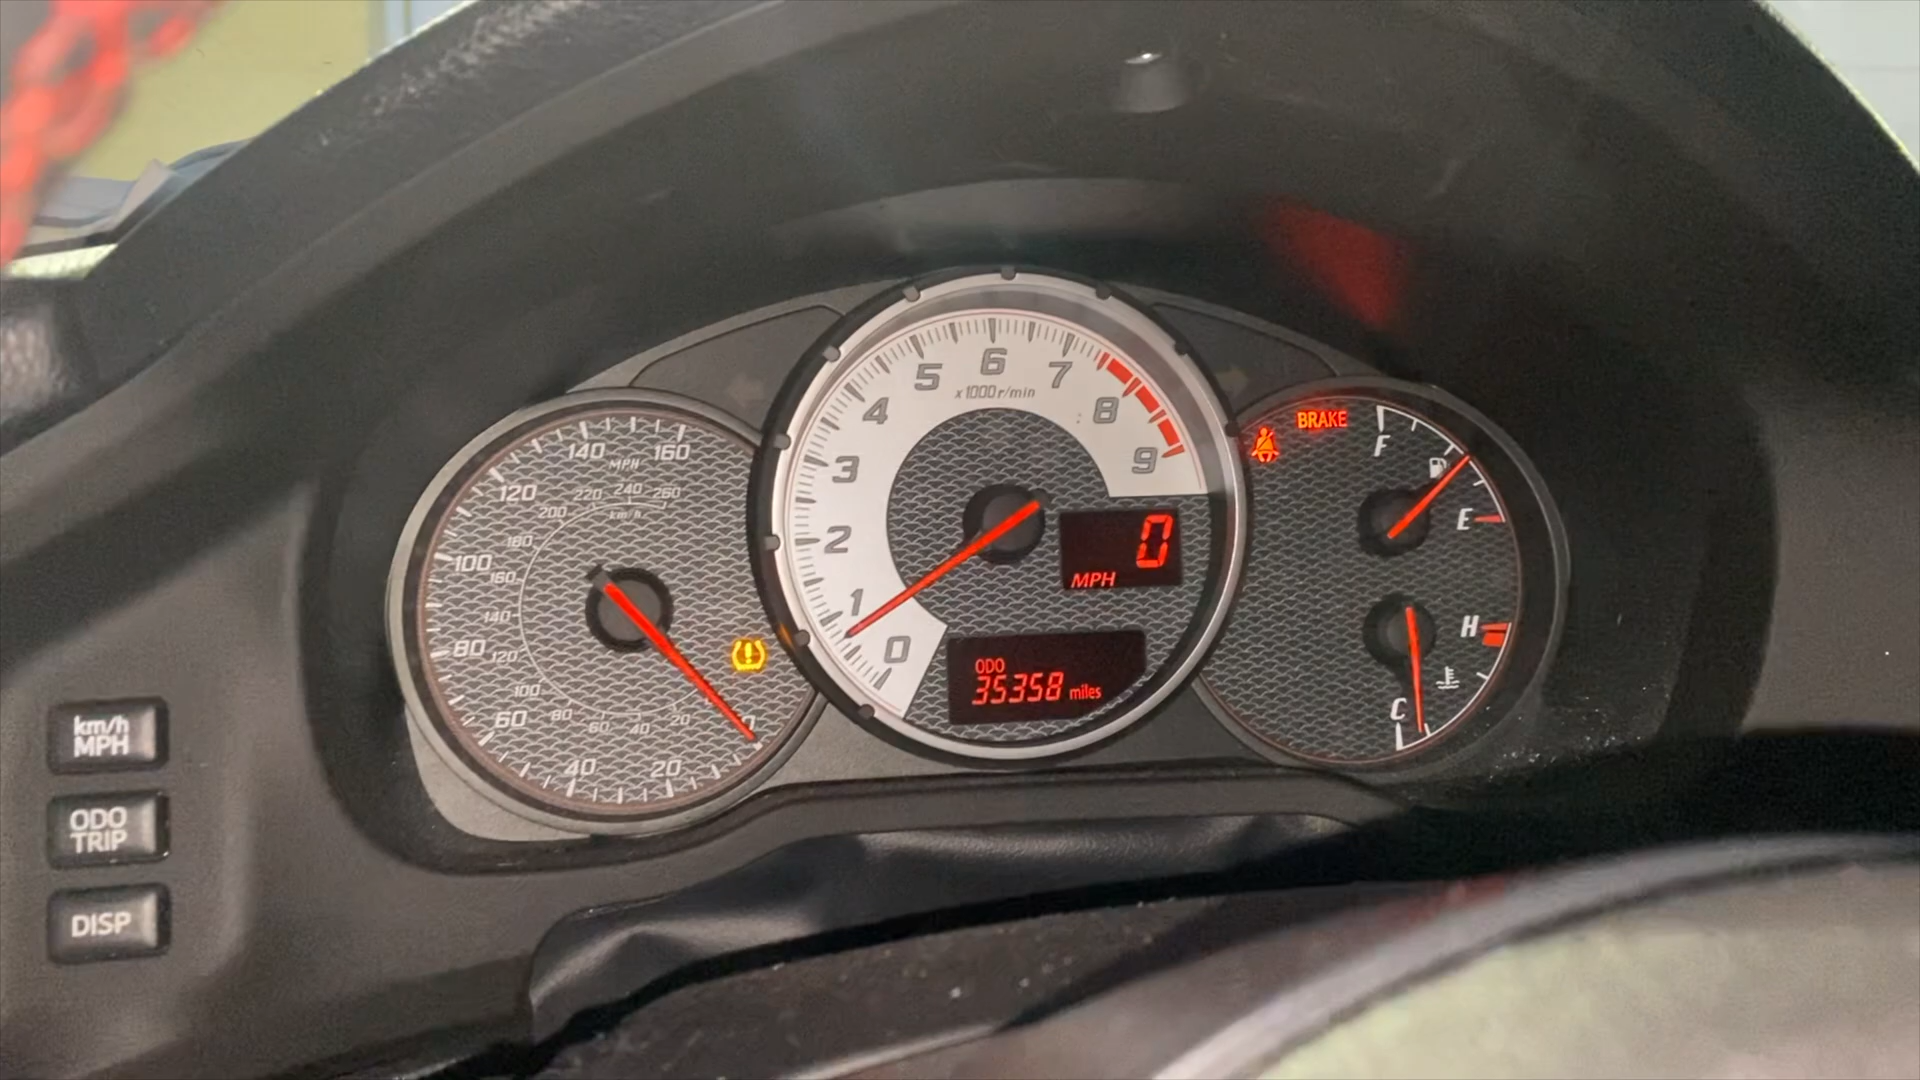 140 MPH 160
120
220 240 260
200 km/h
180
100
160
140
80 120
100
60 80 60 40 20
40 20
0
6
5 7
x1000r/min
4 8
3 9
2
1
0
0
MPH
ODO
35358 miles
BRAKE
F
E
H
C
km/h
MPH
ODO
TRIP
DISP